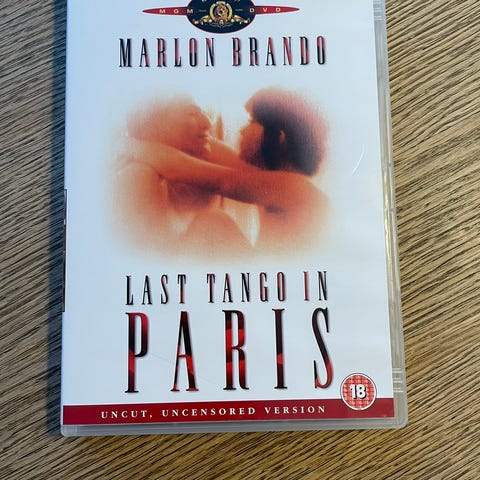 MGM DVD
MARLON BRANDO
LAST TANGO IN
PARIS
UNCUT, UNCENSORED VERSION
18